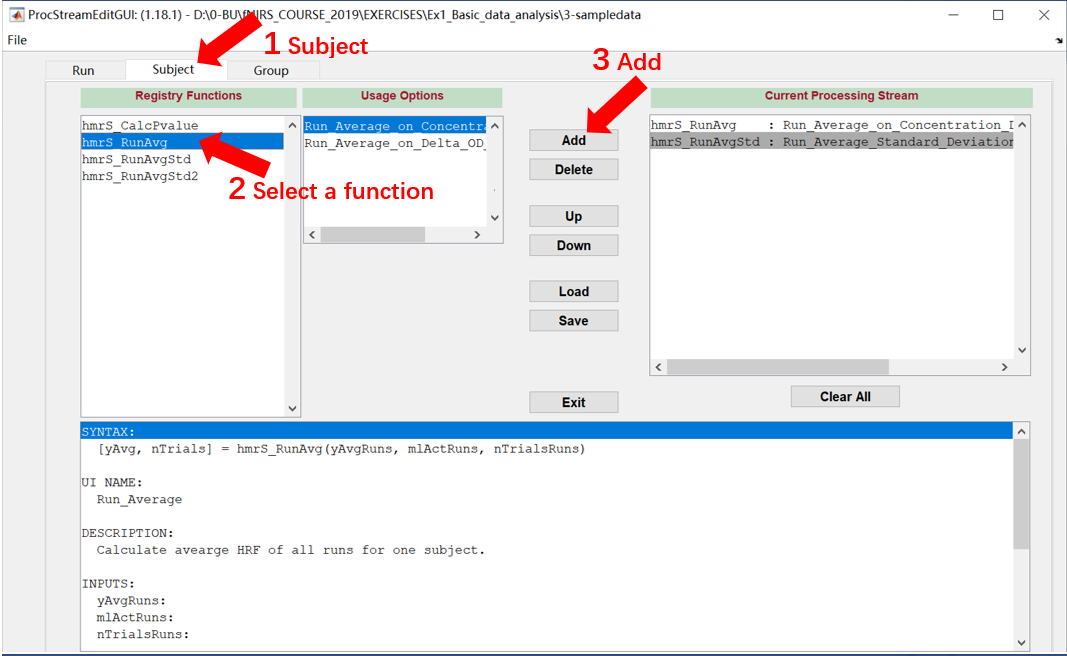 ProcStreamEditGUI: (1.18.1) - D:\0-BU\fNIRS_COURSE_2019\EXERCISES\Ex1_Basic_data_analysis\3-sampledata
File
1 Subject
Run Subject Group
3 Add
Registry Functions
Usage Options
Current Processing Stream
hmrS_CalcPvalue
hmrS_RunAvg
hmrS_RunAvgStd
hmrS_RunAvgStd2
2 Select a function
Run_Average_on_Concentra
Run_Average_on_Delta_OD_
Add
Delete
Up
Down
Load
Save
Exit
hmrS_RunAvg : Run_Average_on_Concentration_D
hmrS_RunAvgStd : Run_Average_Standard_Deviation
Clear All
SYNTAX:
[yAvg, nTrials] = hmrS_RunAvg(yAvgRuns, mlActRuns, nTrialsRuns)
UI NAME:
Run_Average
DESCRIPTION:
Calculate avearge HRF of all runs for one subject.
INPUTS:
yAvgRuns:
mlActRuns:
nTrialsRuns: